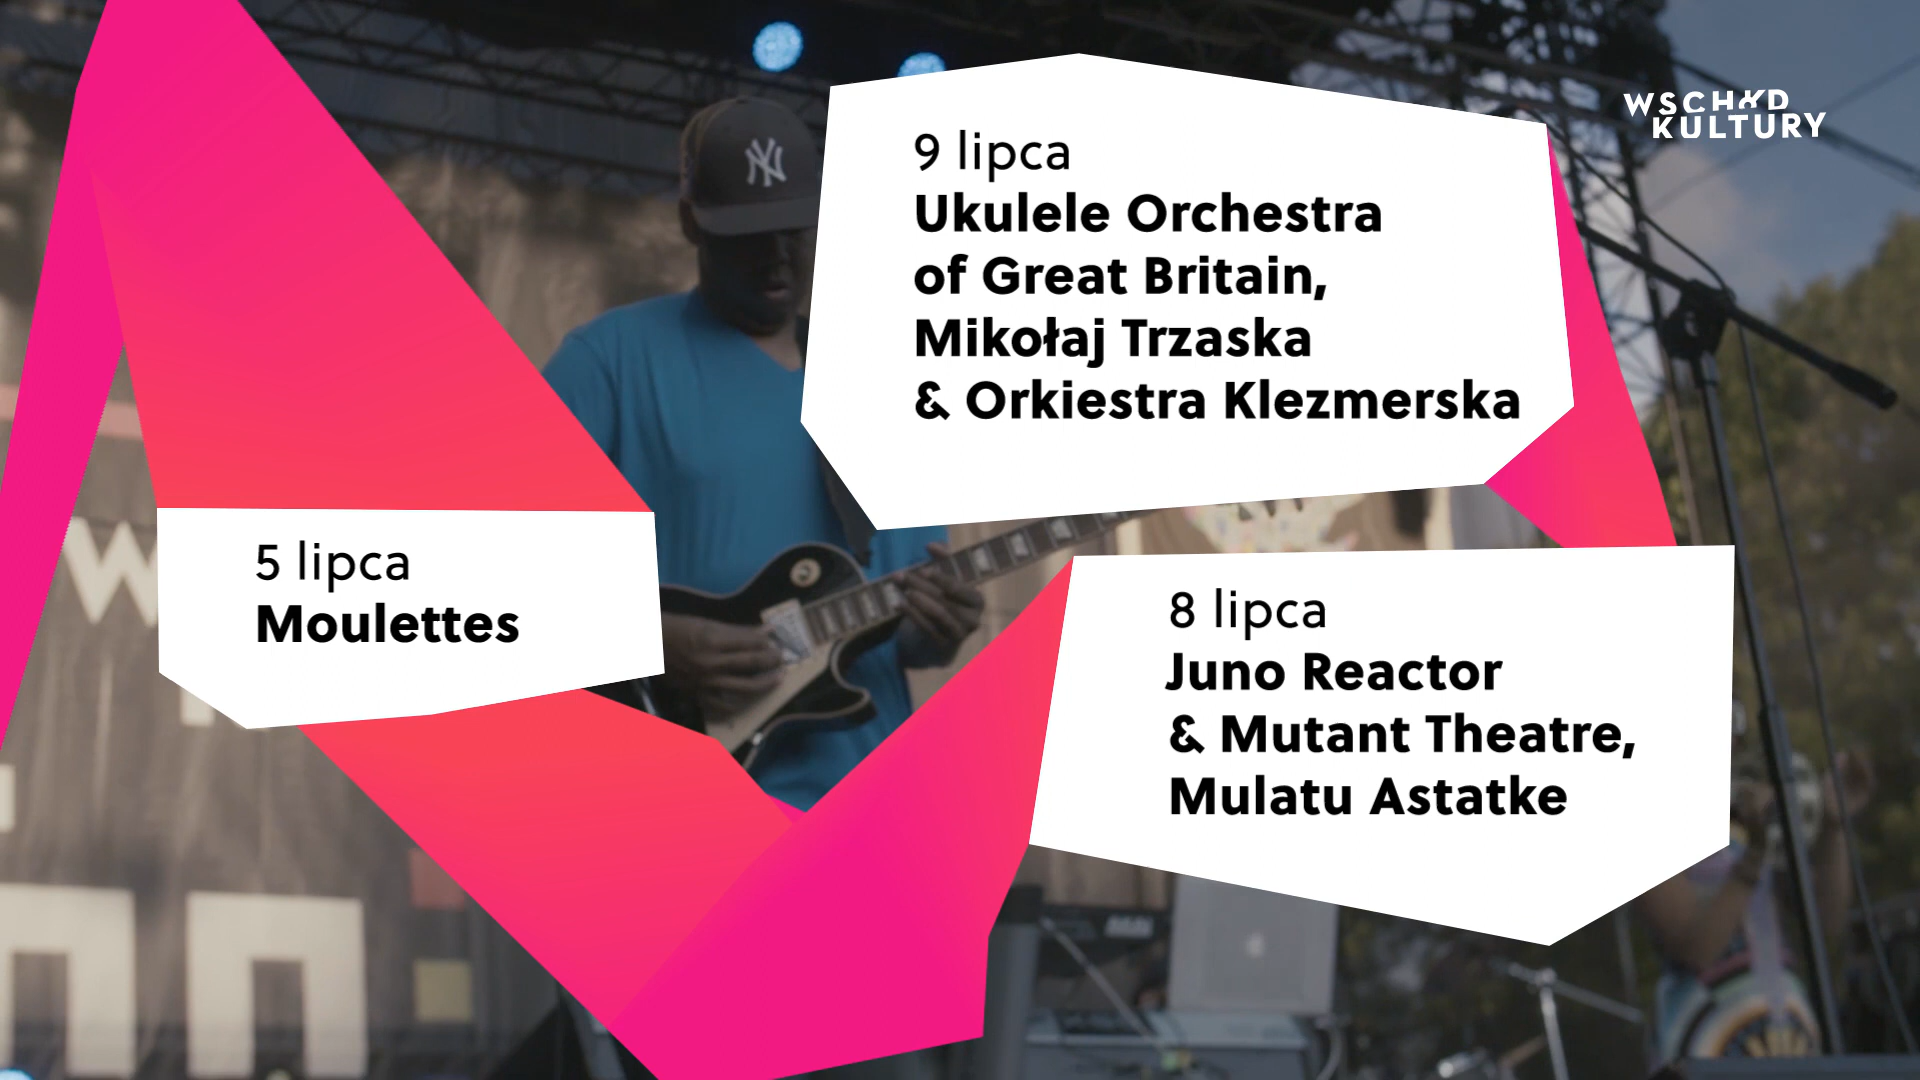 WSCHÓD
KULTURY
9 lipca
Ukulele Orchestra
of Great Britain,
Mikołaj Trzaska
& Orkiestra Klezmerska
5 lipca
Moulettes
8 lipca
Juno Reactor
& Mutant Theatre,
Mulatu Astatke
NY